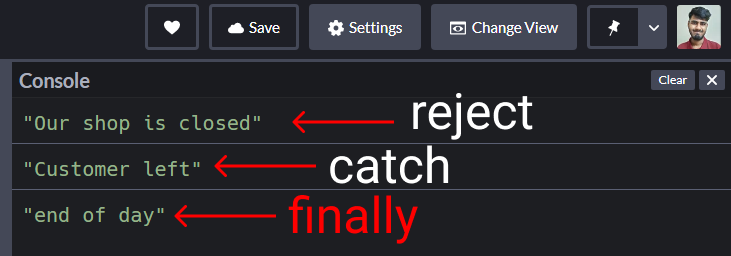 Save Settings Change View
Console Clear
"Our shop is closed" reject
"Customer left" catch
"end of day" finally